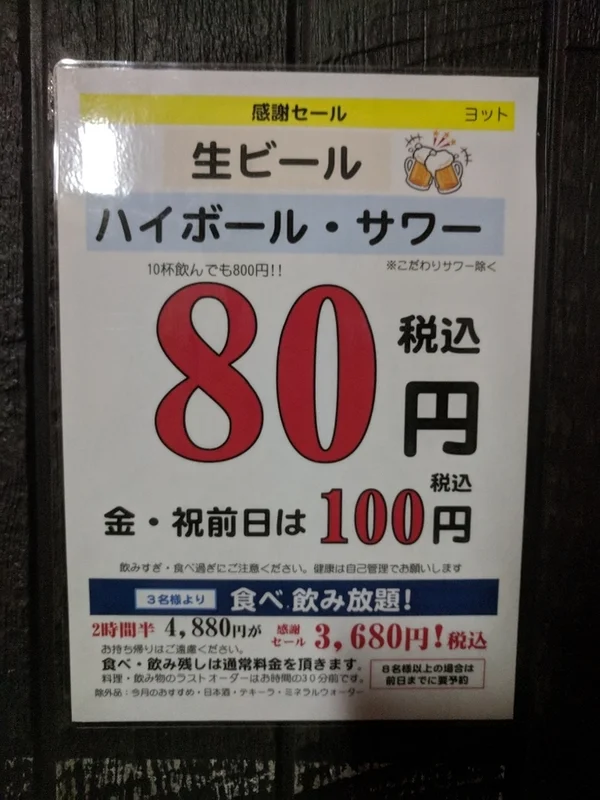 感謝セール ヨット
生ビール
ハイボール・サワー
10杯飲んでも800円!! ※こだわりサワー除く
80円 税込
金・祝前日は100円 税込
飲みすぎ・食べ過ぎにご注意ください。健康は自己管理でお願いします
3名様より 食べ飲み放題!
2時間半 4,880円が 感謝セール 3,680円!税込
お持ち帰りはご遠慮ください。
食べ・飲み残しは通常料金を頂きます。
料理・飲み物のラストオーダーはお時間の30分前です。
8名様以上の場合は
前日までに要予約
除外品:今月のおすすめ・日本酒・テキーラ・ミネラルウォーター